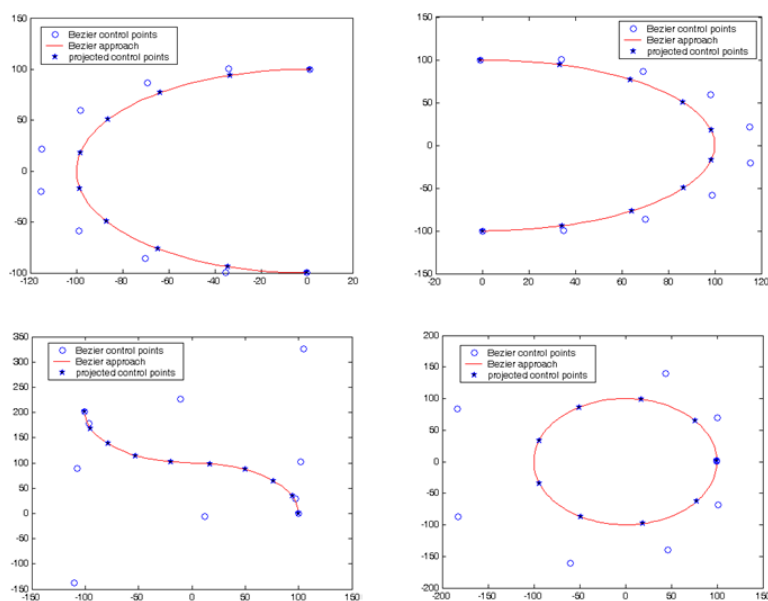 150
100
50
0
-50
-100
-120 -100 -80 -60 -40 -20 0 20
Bezier control points
Bezier approach
projected control points
150
100
50
0
-50
-100
-150
-20 0 20 40 60 80 100 120
Bezier control points
Bezier approach
projected control points
350
300
250
200
150
100
50
0
-50
-100
-150
-150 -100 -50 0 50 100 150
Bezier control points
Bezier approach
projected control points
200
150
100
50
0
-50
-100
-150
-200
-200 -150 -100 -50 0 50 100 150
Bezier control points
Bezier approach
projected control points